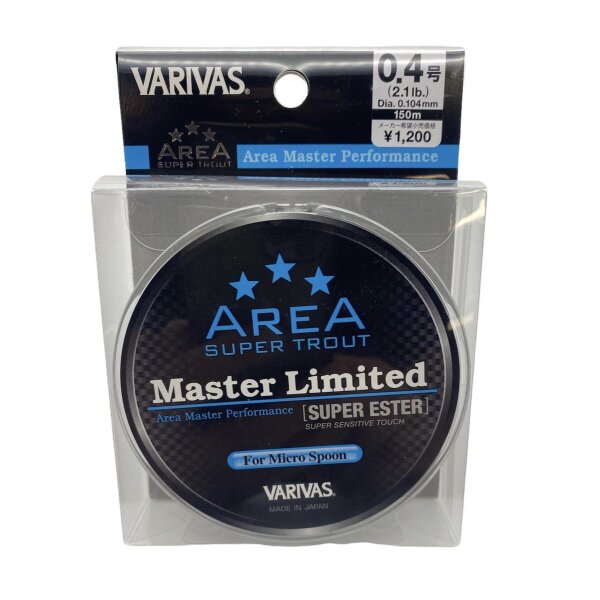 VARIVAS®
0.4号
(2.1lb.)
Dia. 0.104mm
150m
メーカー希望小売価格
¥1,200
AREA
SUPER TROUT
Area Master Performance
AREA
SUPER TROUT
Master Limited
Area Master Performance
[SUPER ESTER]
SUPER SENSITIVE TOUCH
For Micro Spoon
VARIVAS®
MADE IN JAPAN